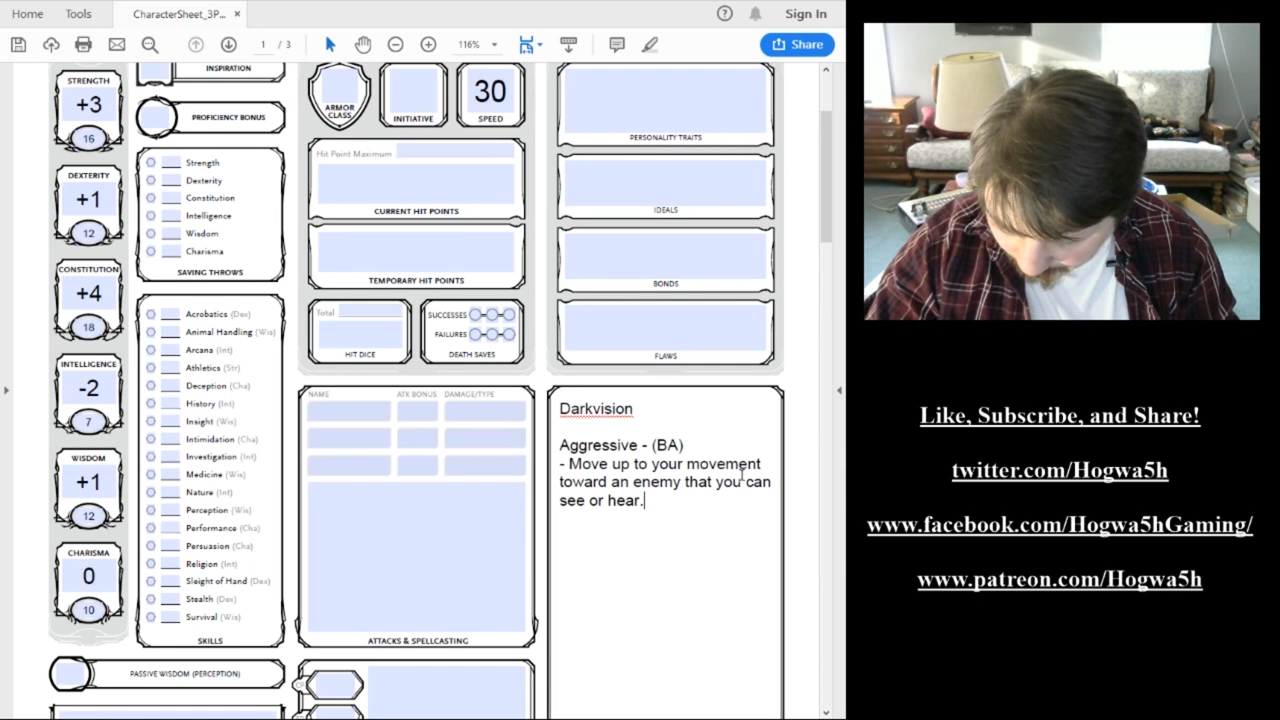 Home Tools CharacterSheet_3P... × Sign In
1 / 3 116% Share
STRENGTH
+3
16
DEXTERITY
+1
12
CONSTITUTION
+4
18
INTELLIGENCE
-2
7
WISDOM
+1
12
CHARISMA
0
10
INSPIRATION
PROFICIENCY BONUS
Strength
Dexterity
Constitution
Intelligence
Wisdom
Charisma
SAVING THROWS
Acrobatics (Dex)
Animal Handling (Wis)
Arcana (Int)
Athletics (Str)
Deception (Cha)
History (Int)
Insight (Wis)
Intimidation (Cha)
Investigation (Int)
Medicine (Wis)
Nature (Int)
Perception (Wis)
Performance (Cha)
Persuasion (Cha)
Religion (Int)
Sleight of Hand (Dex)
Stealth (Dex)
Survival (Wis)
SKILLS
PASSIVE WISDOM (PERCEPTION)
ARMOR
CLASS
INITIATIVE
30
SPEED
Hit Point Maximum
CURRENT HIT POINTS
TEMPORARY HIT POINTS
Total
HIT DICE
SUCCESSES
FAILURES
DEATH SAVES
NAME ATK BONUS DAMAGE/TYPE
ATTACKS & SPELLCASTING
CP
PERSONALITY TRAITS
IDEALS
BONDS
FLAWS
Darkvision
Aggressive - (BA)
- Move up to your movement
toward an enemy that you can
see or hear.
Like, Subscribe, and Share!
twitter.com/Hogwa5h
www.facebook.com/Hogwa5hGaming/
www.patreon.com/Hogwa5h